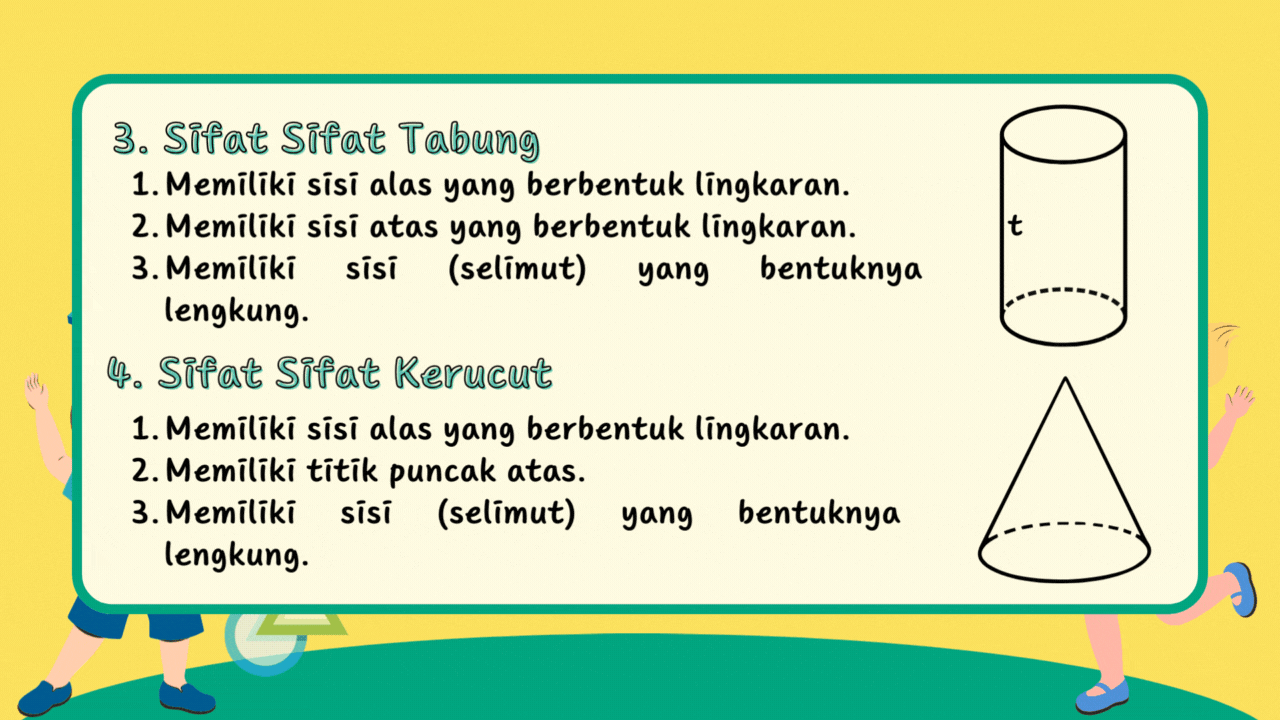 3. Sifat Sifat Tabung
1. Memiliki sisi alas yang berbentuk lingkaran.
2. Memiliki sisi atas yang berbentuk lingkaran.
3. Memiliki sisi (selimut) yang bentuknya
lengkung.
t
4. Sifat Sifat Kerucut
1. Memiliki sisi alas yang berbentuk lingkaran.
2. Memiliki titik puncak atas.
3. Memiliki sisi (selimut) yang bentuknya
lengkung.